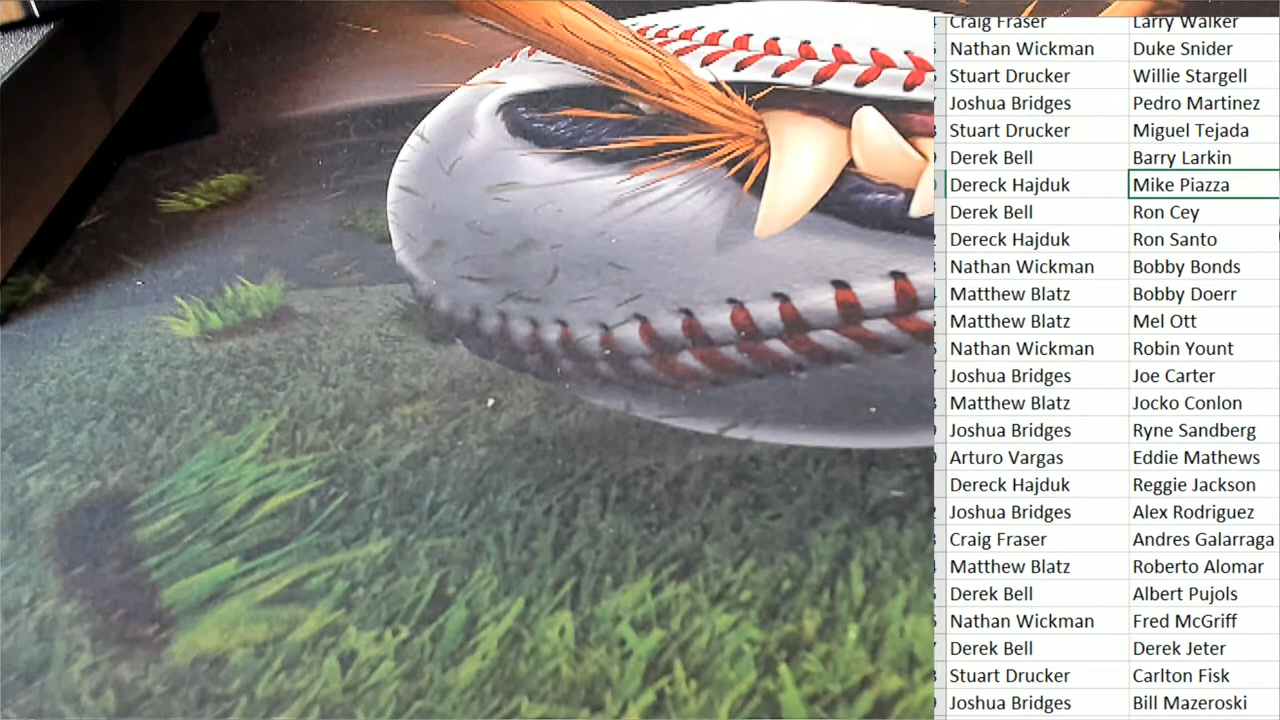 Craig Fraser Larry Walker
Nathan Wickman Duke Snider
Stuart Drucker Willie Stargell
Joshua Bridges Pedro Martinez
Stuart Drucker Miguel Tejada
Derek Bell Barry Larkin
Dereck Hajduk Mike Piazza
Derek Bell Ron Cey
Dereck Hajduk Ron Santo
Nathan Wickman Bobby Bonds
Matthew Blatz Bobby Doerr
Matthew Blatz Mel Ott
Nathan Wickman Robin Yount
Joshua Bridges Joe Carter
Matthew Blatz Jocko Conlon
Joshua Bridges Ryne Sandberg
Arturo Vargas Eddie Mathews
Dereck Hajduk Reggie Jackson
Joshua Bridges Alex Rodriguez
Craig Fraser Andres Galarraga
Matthew Blatz Roberto Alomar
Derek Bell Albert Pujols
Nathan Wickman Fred McGriff
Derek Bell Derek Jeter
Stuart Drucker Carlton Fisk
Joshua Bridges Bill Mazeroski